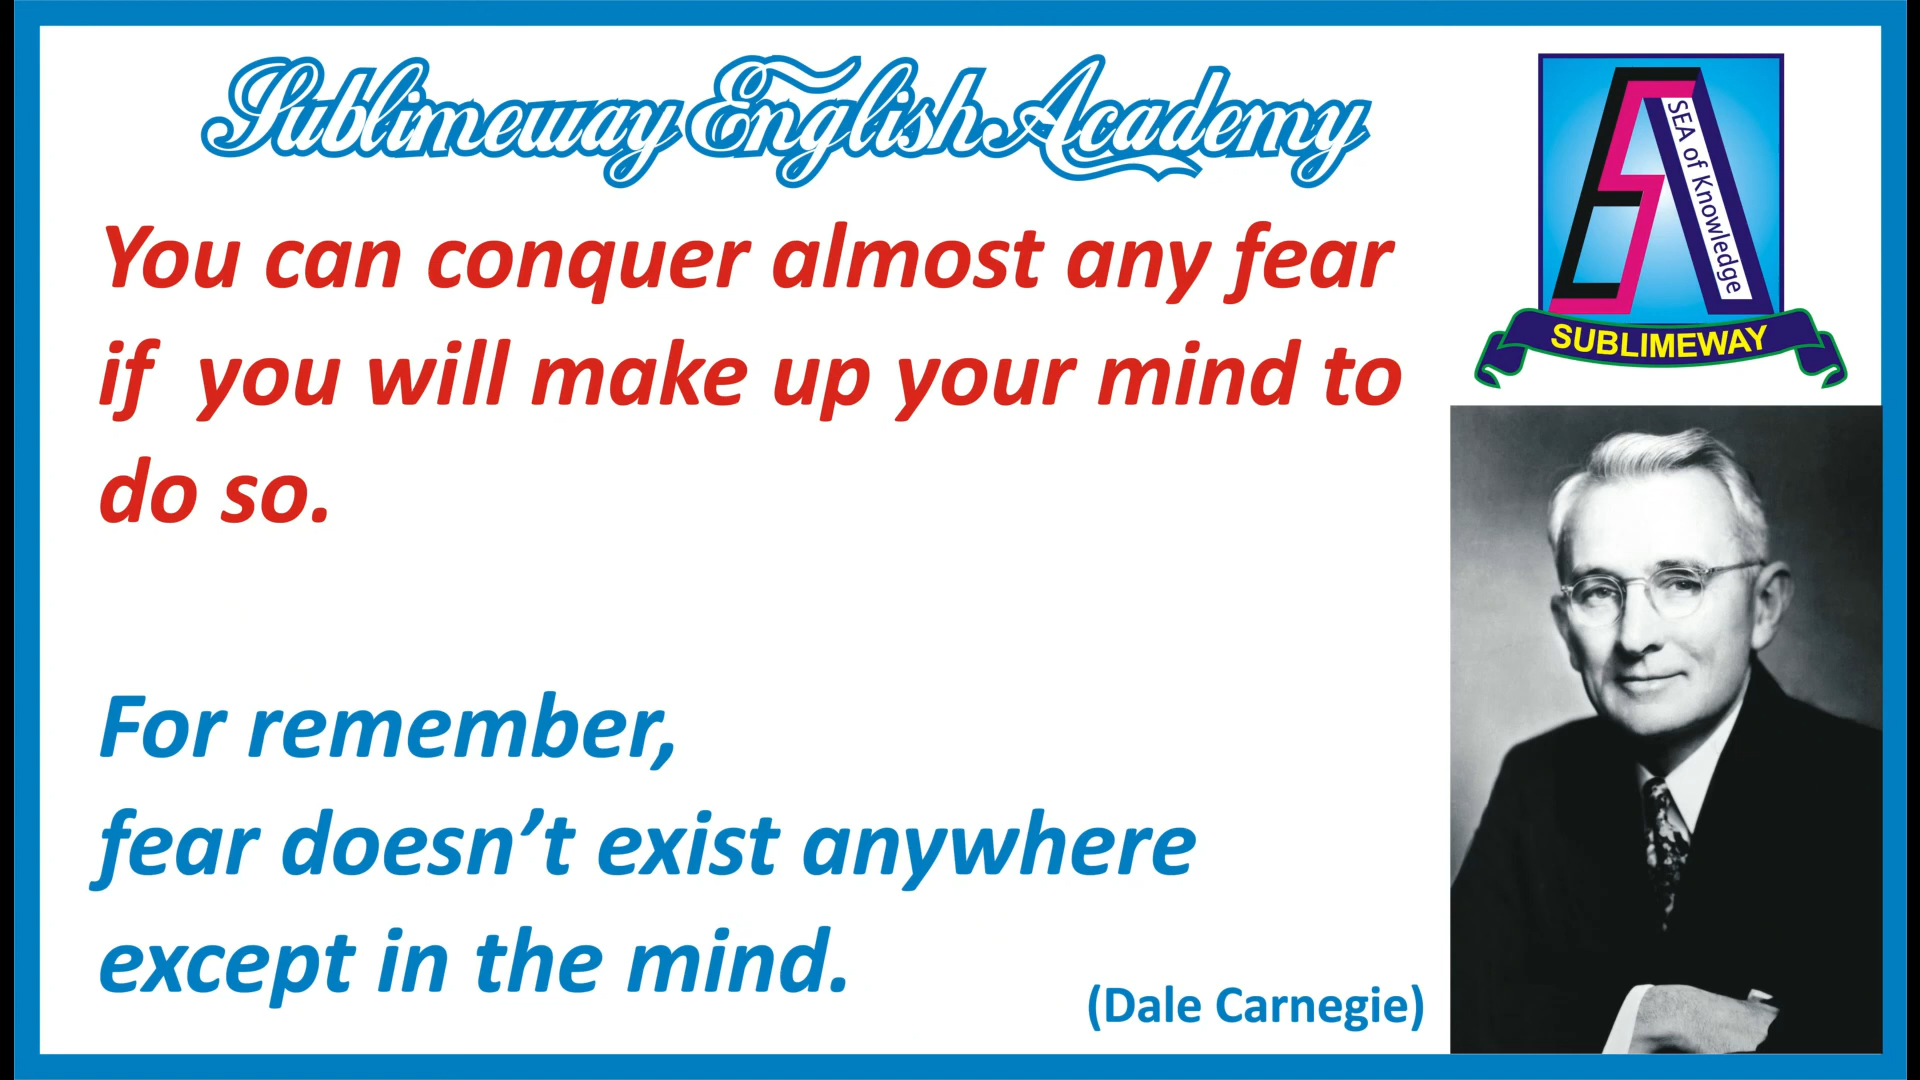 Sublimeway English Academy
SEA of Knowledge
SUBLIMEWAY
You can conquer almost any fear
if you will make up your mind to
do so.
For remember,
fear doesn’t exist anywhere
except in the mind.
(Dale Carnegie)